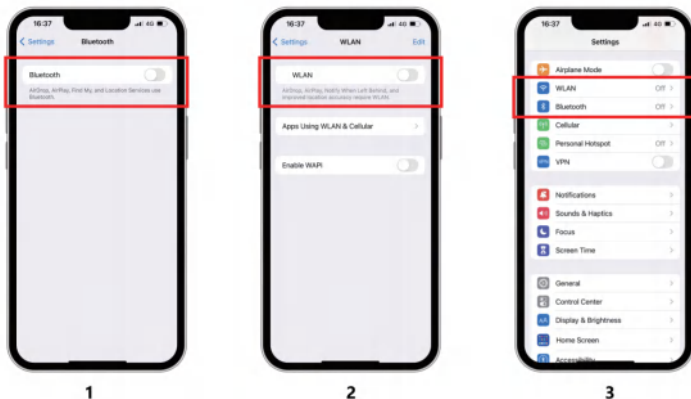 16:37
4G
Settings
Bluetooth
Bluetooth
AirDrop, AirPlay, Find My, and Location Services use
Bluetooth.
1
16:37
4G
Settings
WLAN
Edit
WLAN
AirDrop, AirPlay, Notify When Left Behind, and
improved location accuracy require WLAN.
Apps Using WLAN & Cellular
Enable WAPI
2
16:37
4G
Settings
Airplane Mode
WLAN
Off
Bluetooth
Off
Cellular
Personal Hotspot
Off
VPN
VPN
Notifications
Sounds & Haptics
Focus
Screen Time
General
Control Center
AA
Display & Brightness
Home Screen
Accessibility
3